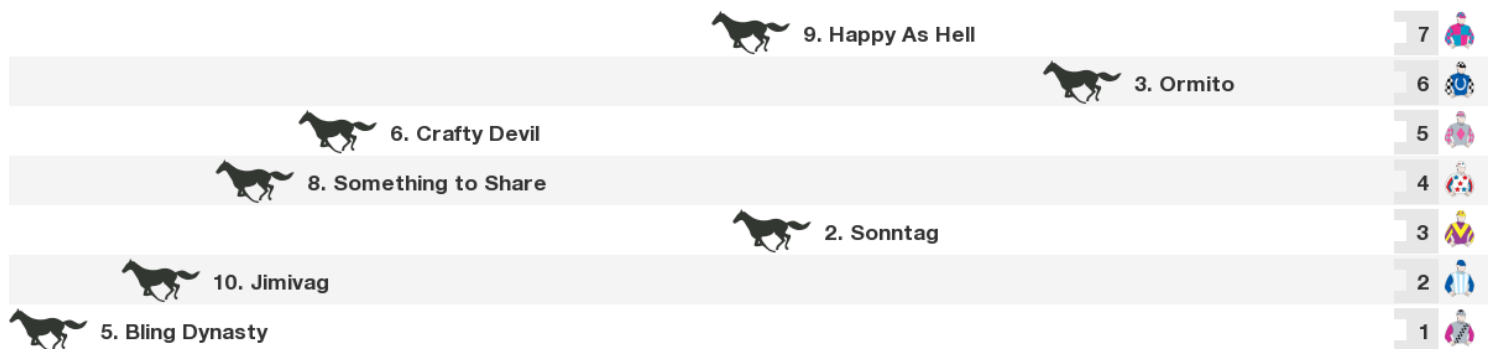 9. Happy As Hell 7
3. Ormito 6
6. Crafty Devil 5
8. Something to Share 4
2. Sonntag 3
10. Jimivag 2
5. Bling Dynasty 1